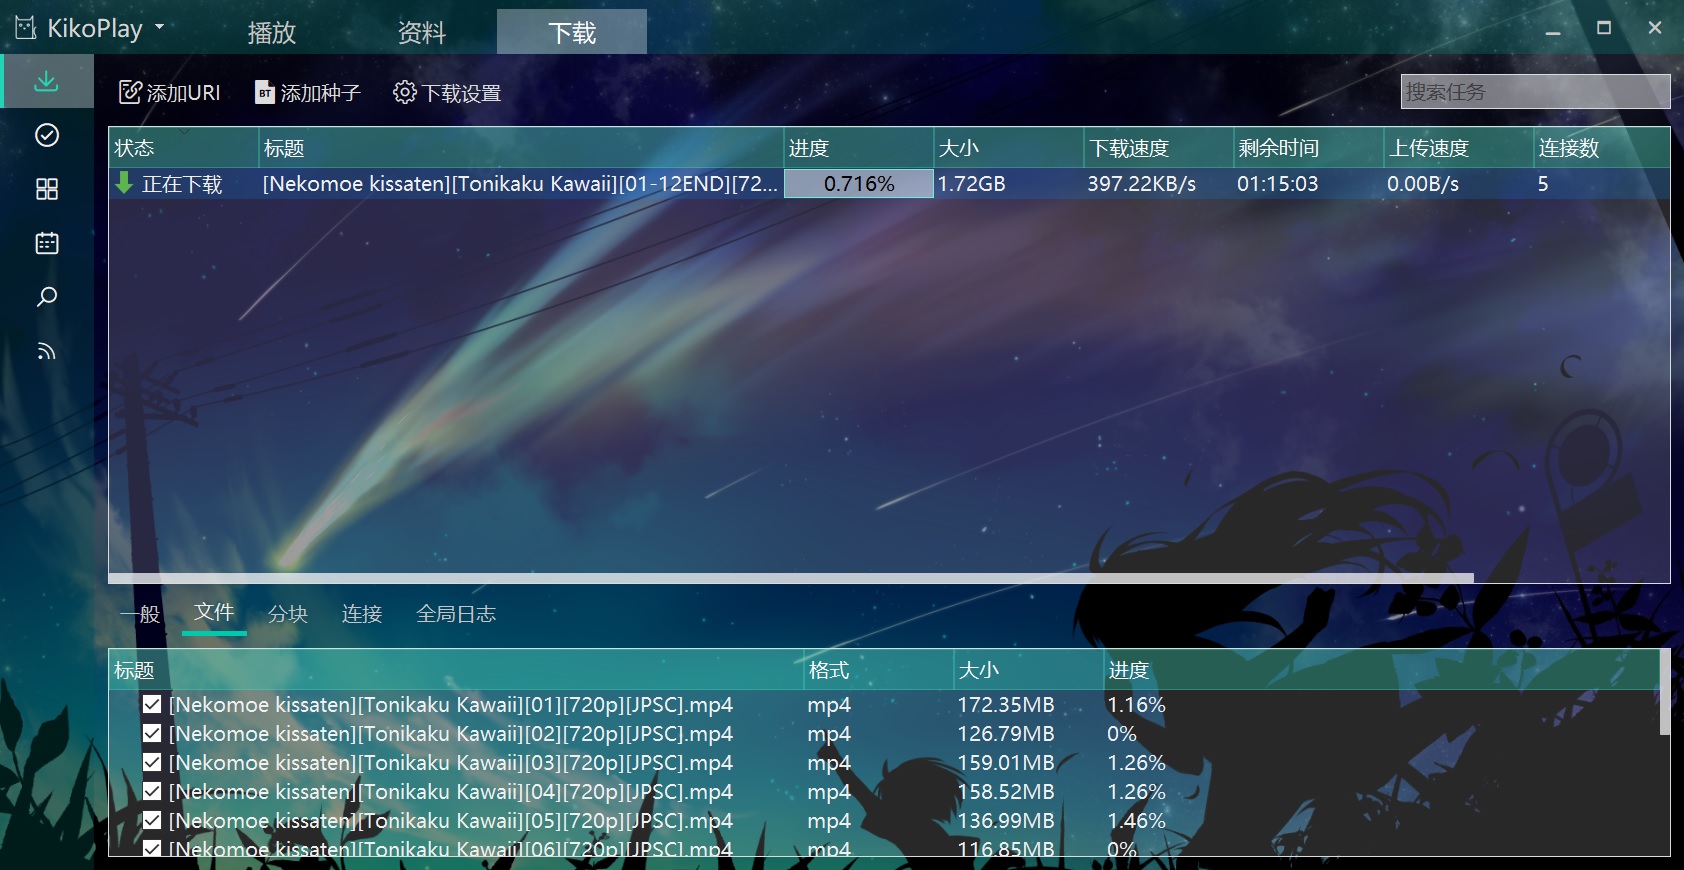 KikoPlay 播放 资料 下载
添加URI BT 添加种子 下载设置 搜索任务
状态 标题 进度 大小 下载速度 剩余时间 上传速度 连接数
正在下载 [Nekomoe kissaten][Tonikaku Kawaii][01-12END][72... 0.716% 1.72GB 397.22KB/s 01:15:03 0.00B/s 5
一般 文件 分块 连接 全局日志
标题 格式 大小 进度
[Nekomoe kissaten][Tonikaku Kawaii][01][720p][JPSC].mp4 mp4 172.35MB 1.16%
[Nekomoe kissaten][Tonikaku Kawaii][02][720p][JPSC].mp4 mp4 126.79MB 0%
[Nekomoe kissaten][Tonikaku Kawaii][03][720p][JPSC].mp4 mp4 159.01MB 1.26%
[Nekomoe kissaten][Tonikaku Kawaii][04][720p][JPSC].mp4 mp4 158.52MB 1.26%
[Nekomoe kissaten][Tonikaku Kawaii][05][720p][JPSC].mp4 mp4 136.99MB 1.46%
[Nekomoe kissaten][Tonikaku Kawaii][06][720p][JPSC].mp4 mp4 116.85MB 0%